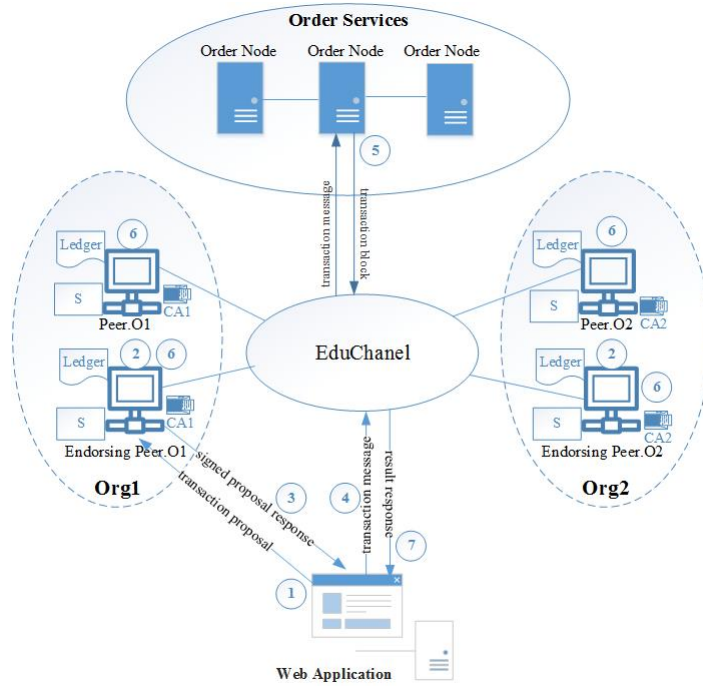 Order Services
Order Node
Order Node
Order Node
5
transaction massage
transaction block
6
Ledger
S
CA1
Peer.O1
2
6
Ledger
S
CA1
Endorsing Peer.O1
Org1
EduChanel
6
Ledger
S
CA2
Peer.O2
2
Ledger
6
S
CA2
Endorsing Peer.O2
Org2
signed proposal response
3
transaction proposal
4
transaction message
result response
7
1
Web Application